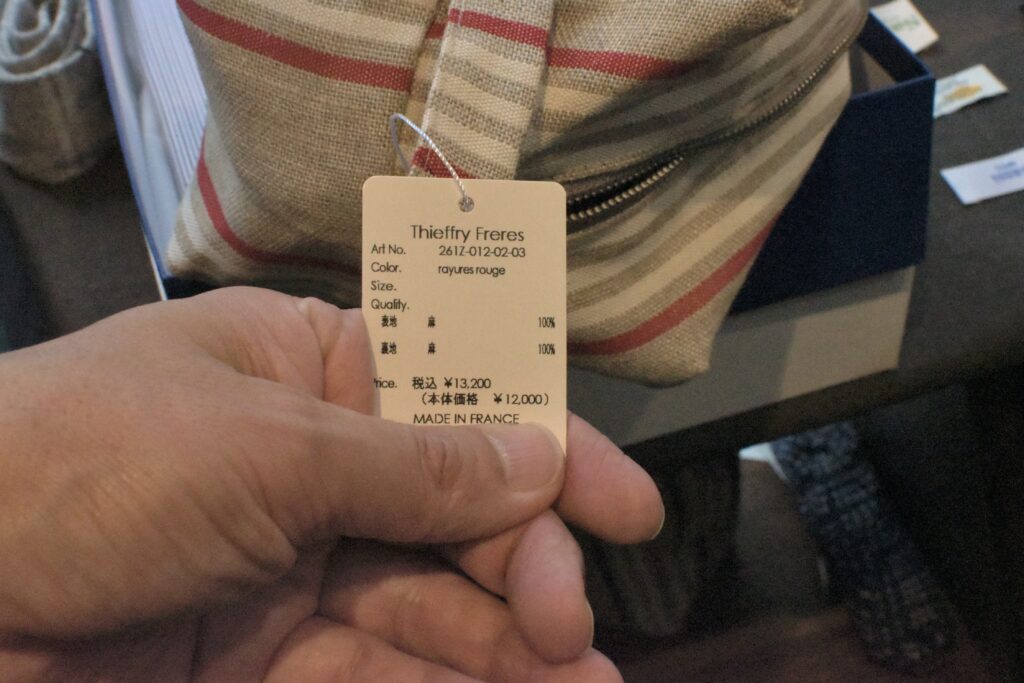 Thieffry Freres
Art No. 261Z-012-02-03
Color. rayures rouge
Size.
Quality.
表地 麻 100%
裏地 麻 100%
Price. 税込 ¥13,200
（本体価格 ¥12,000）
MADE IN FRANCE